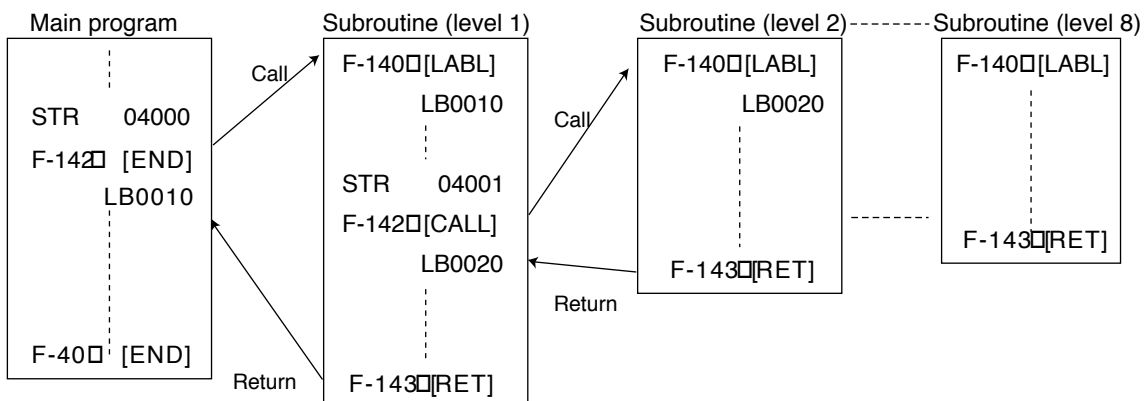 Main program
STR 04000
F-142□ [END]
LB0010
F-40□ [END]
Call
Return
Subroutine (level 1)
F-140□[LABL]
LB0010
STR 04001
F-142□[CALL]
LB0020
F-143□[RET]
Call
Return
Subroutine (level 2)
F-140□[LABL]
LB0020
F-143□[RET]
Subroutine (level 8)
F-140□[LABL]
F-143□[RET]